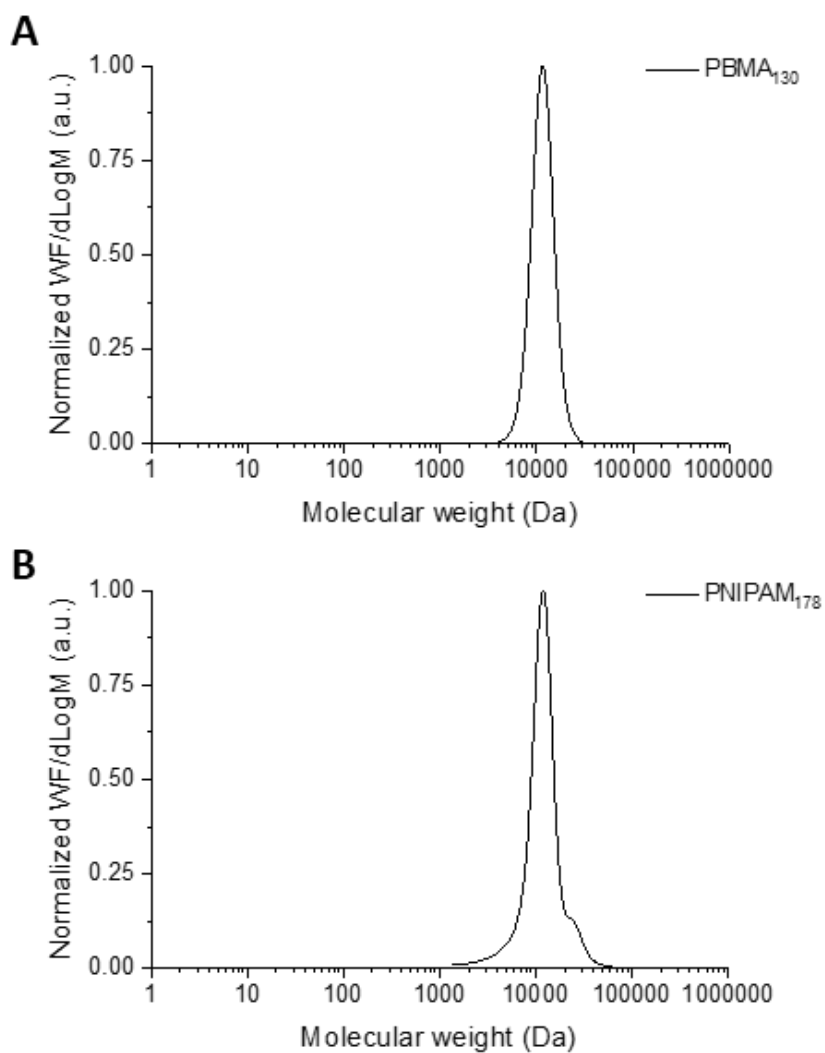 A
Normalized WF/dLogM (a.u.)
1.00
0.75
0.50
0.25
0.00
PBMA₁₃₀
1 10 100 1000 10000 100000 1000000
Molecular weight (Da)
B
Normalized WF/dLogM (a.u.)
1.00
0.75
0.50
0.25
0.00
PNIPAM₁₇₈
1 10 100 1000 10000 100000 1000000
Molecular weight (Da)